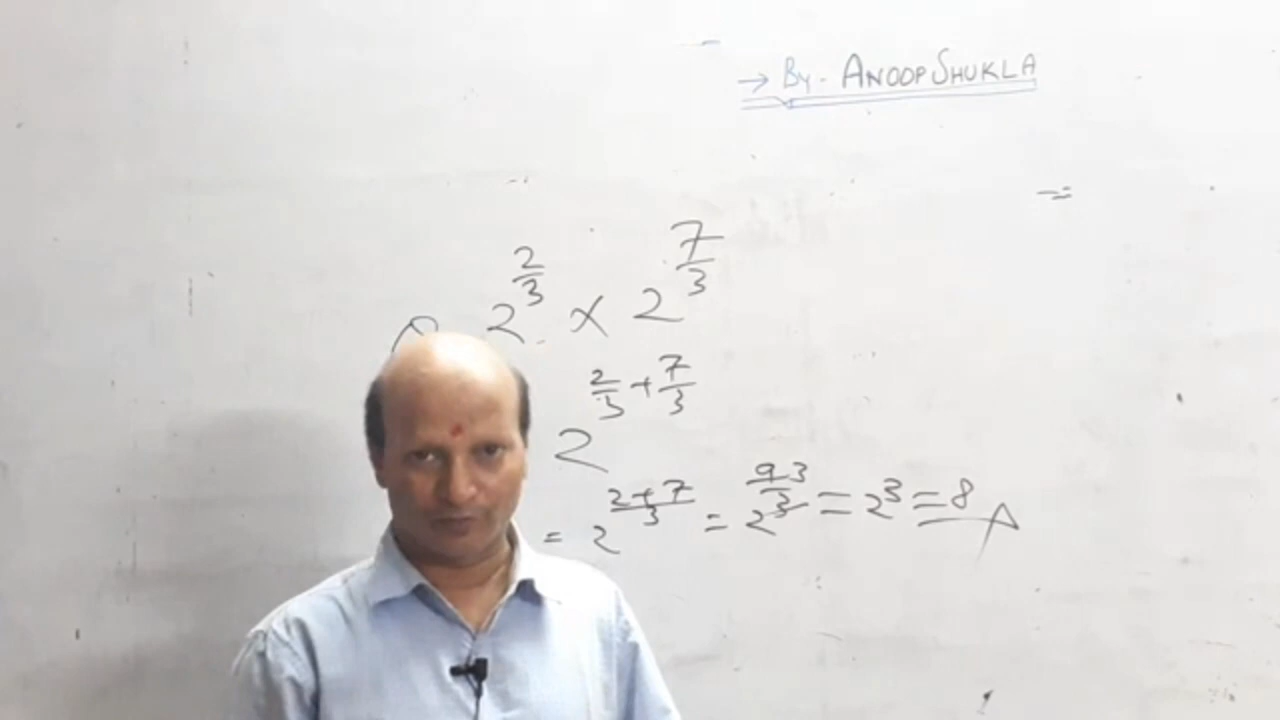 → By - ANOOP SHUKLA
2^{2/3} × 2^{7/3}
2^{2/3 + 7/3}
= 2^{(2+7)/3} = 2^{9/3} = 2^3 = 8